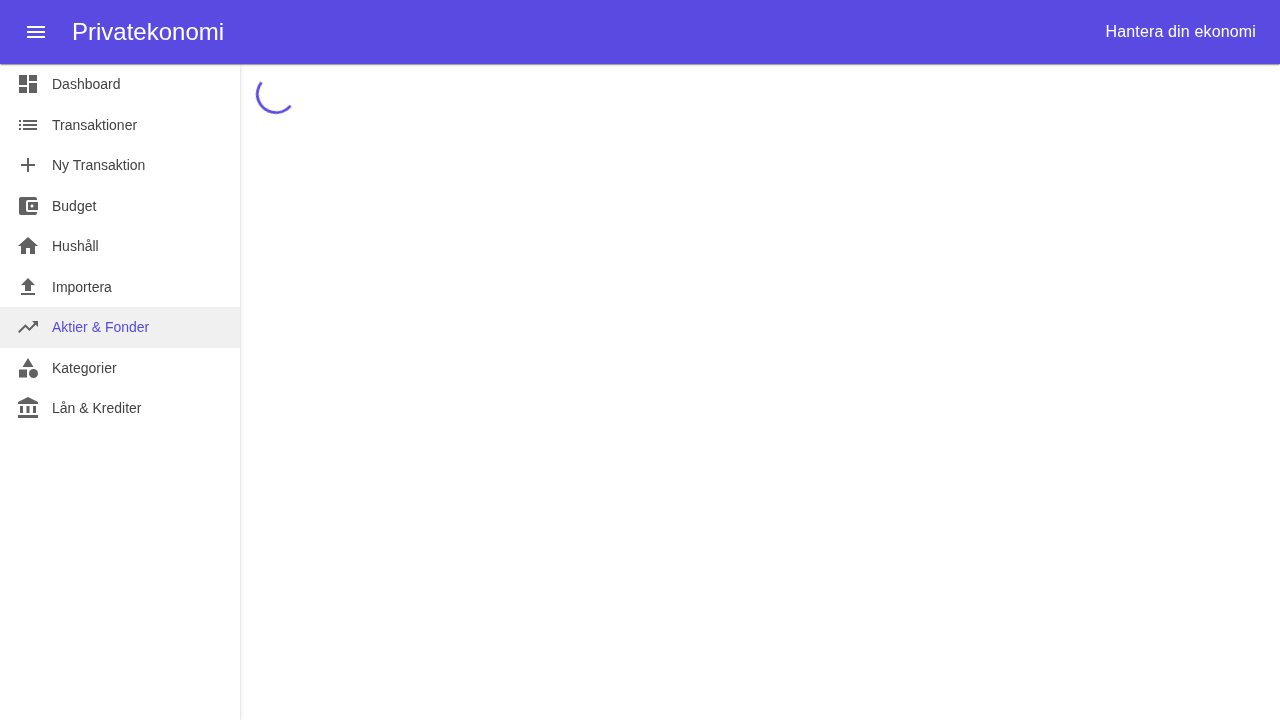 Privatekonomi
Hantera din ekonomi
Dashboard
Transaktioner
Ny Transaktion
Budget
Hushåll
Importera
Aktier & Fonder
Kategorier
Lån & Krediter